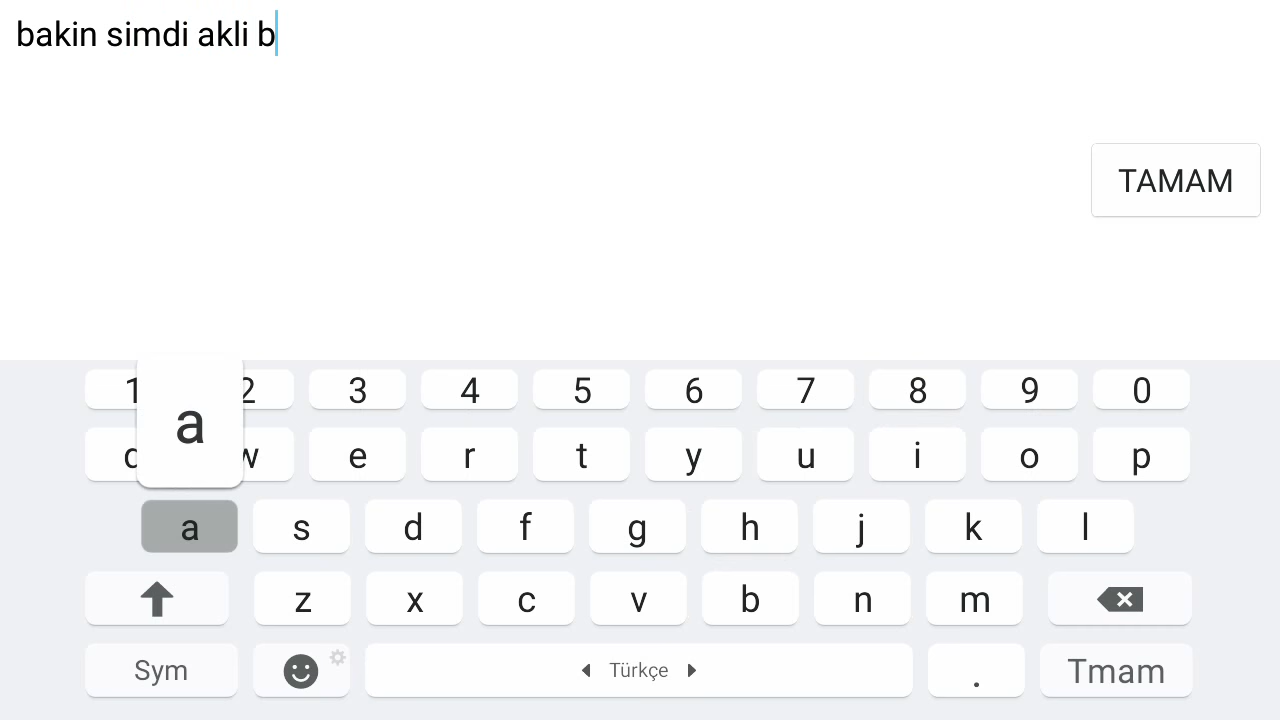 bakin simdi akli b
TAMAM
1 2 3 4 5 6 7 8 9 0
a
q w e r t y u i o p
a s d f g h j k l
z x c v b n m
Sym Türkçe . Tmam